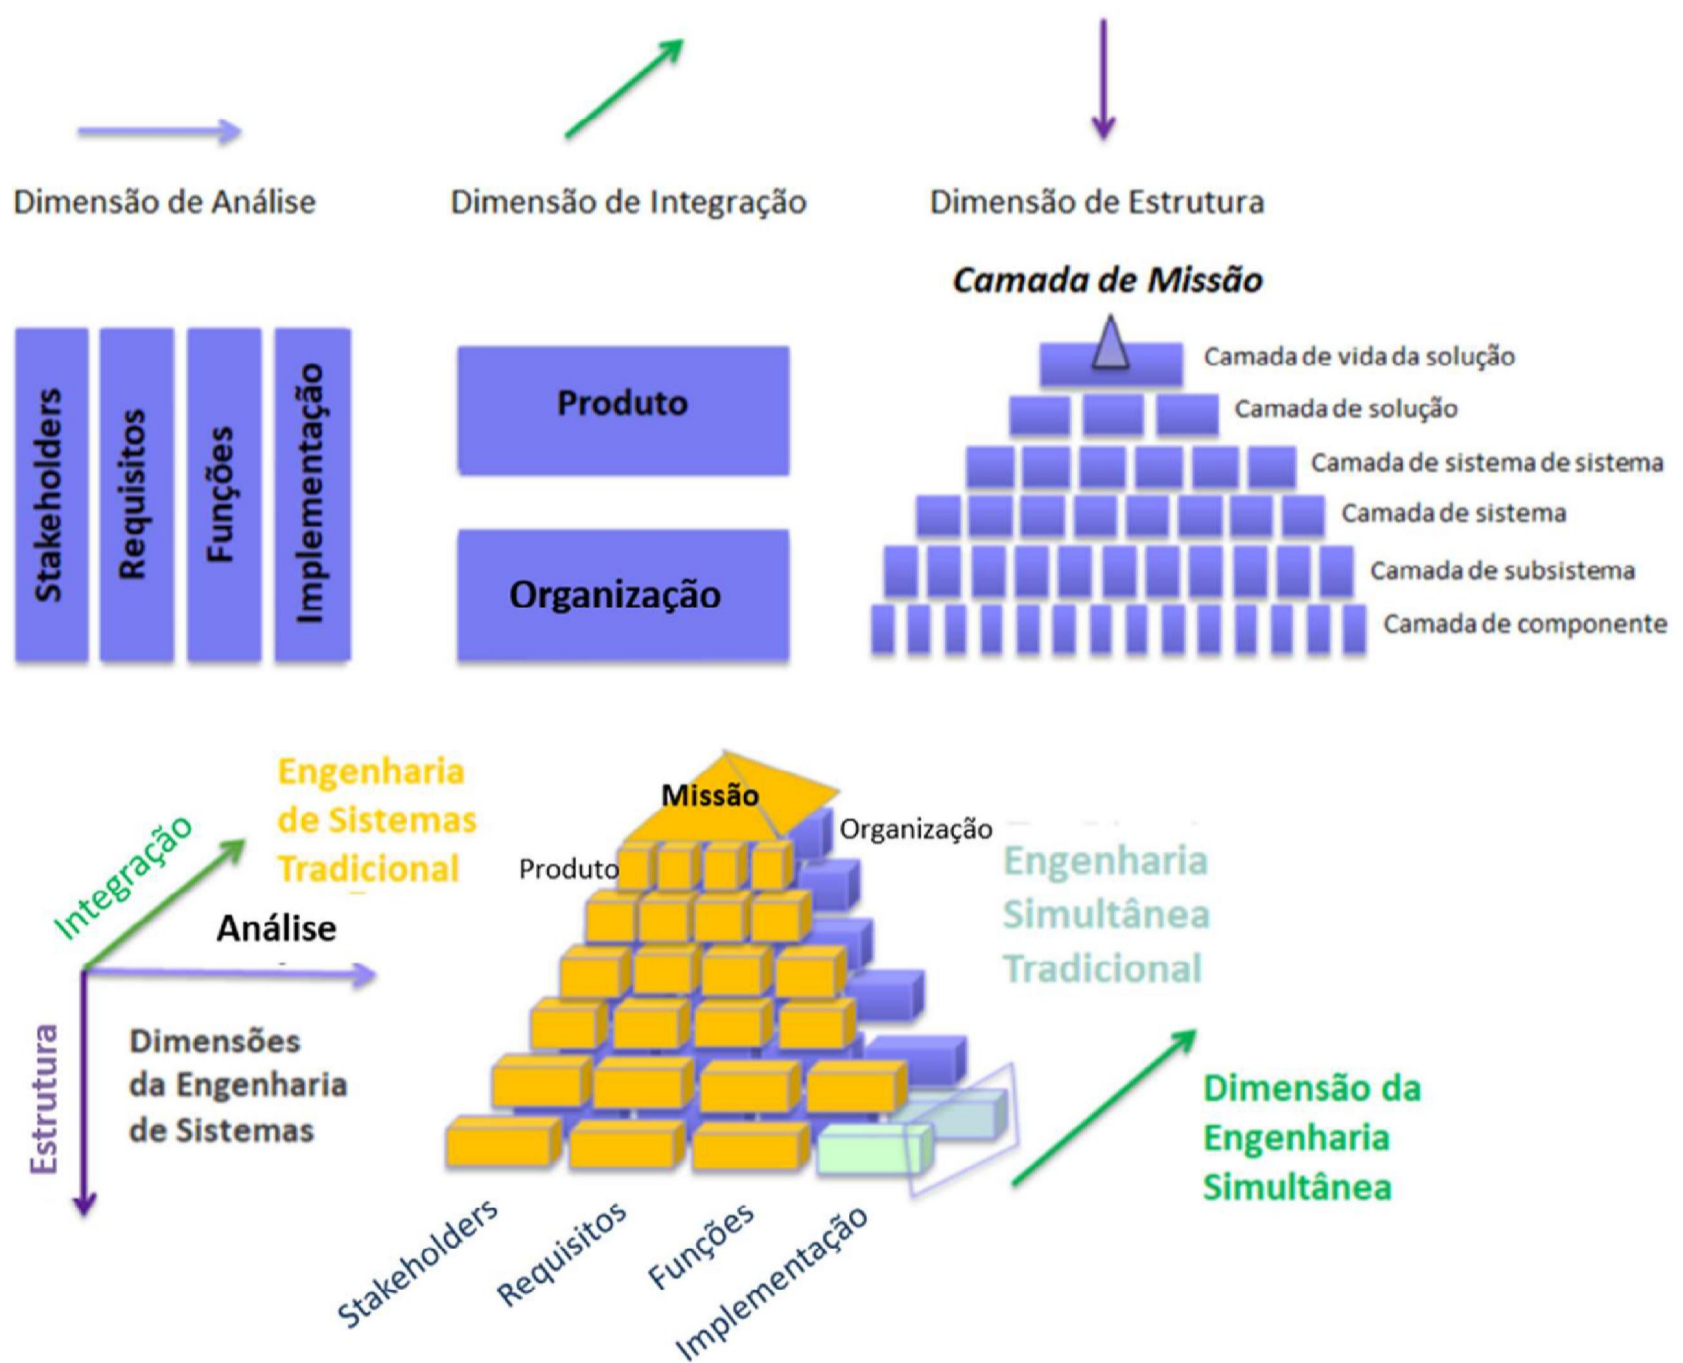 Dimensão de Análise
Dimensão de Integração
Dimensão de Estrutura
Camada de Missão
Stakeholders
Requisitos
Funções
Implementação
Produto
Organização
Camada de vida da solução
Camada de solução
Camada de sistema de sistema
Camada de sistema
Camada de subsistema
Camada de componente
Integração
Engenharia
de Sistemas
Tradicional
Análise
Estrutura
Dimensões
da Engenharia
de Sistemas
Missão
Produto
Organização
Engenharia
Simultânea
Tradicional
Dimensão da
Engenharia
Simultânea
Stakeholders
Requisitos
Funções
Implementação